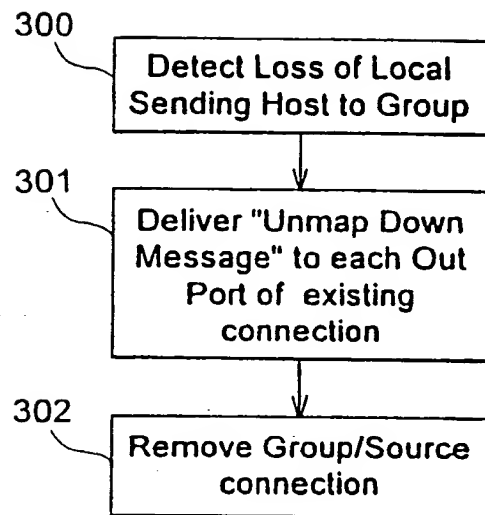 300
Detect Loss of Local
Sending Host to Group
301
Deliver "Unmap Down
Message" to each Out
Port of existing
connection
302
Remove Group/Source
connection